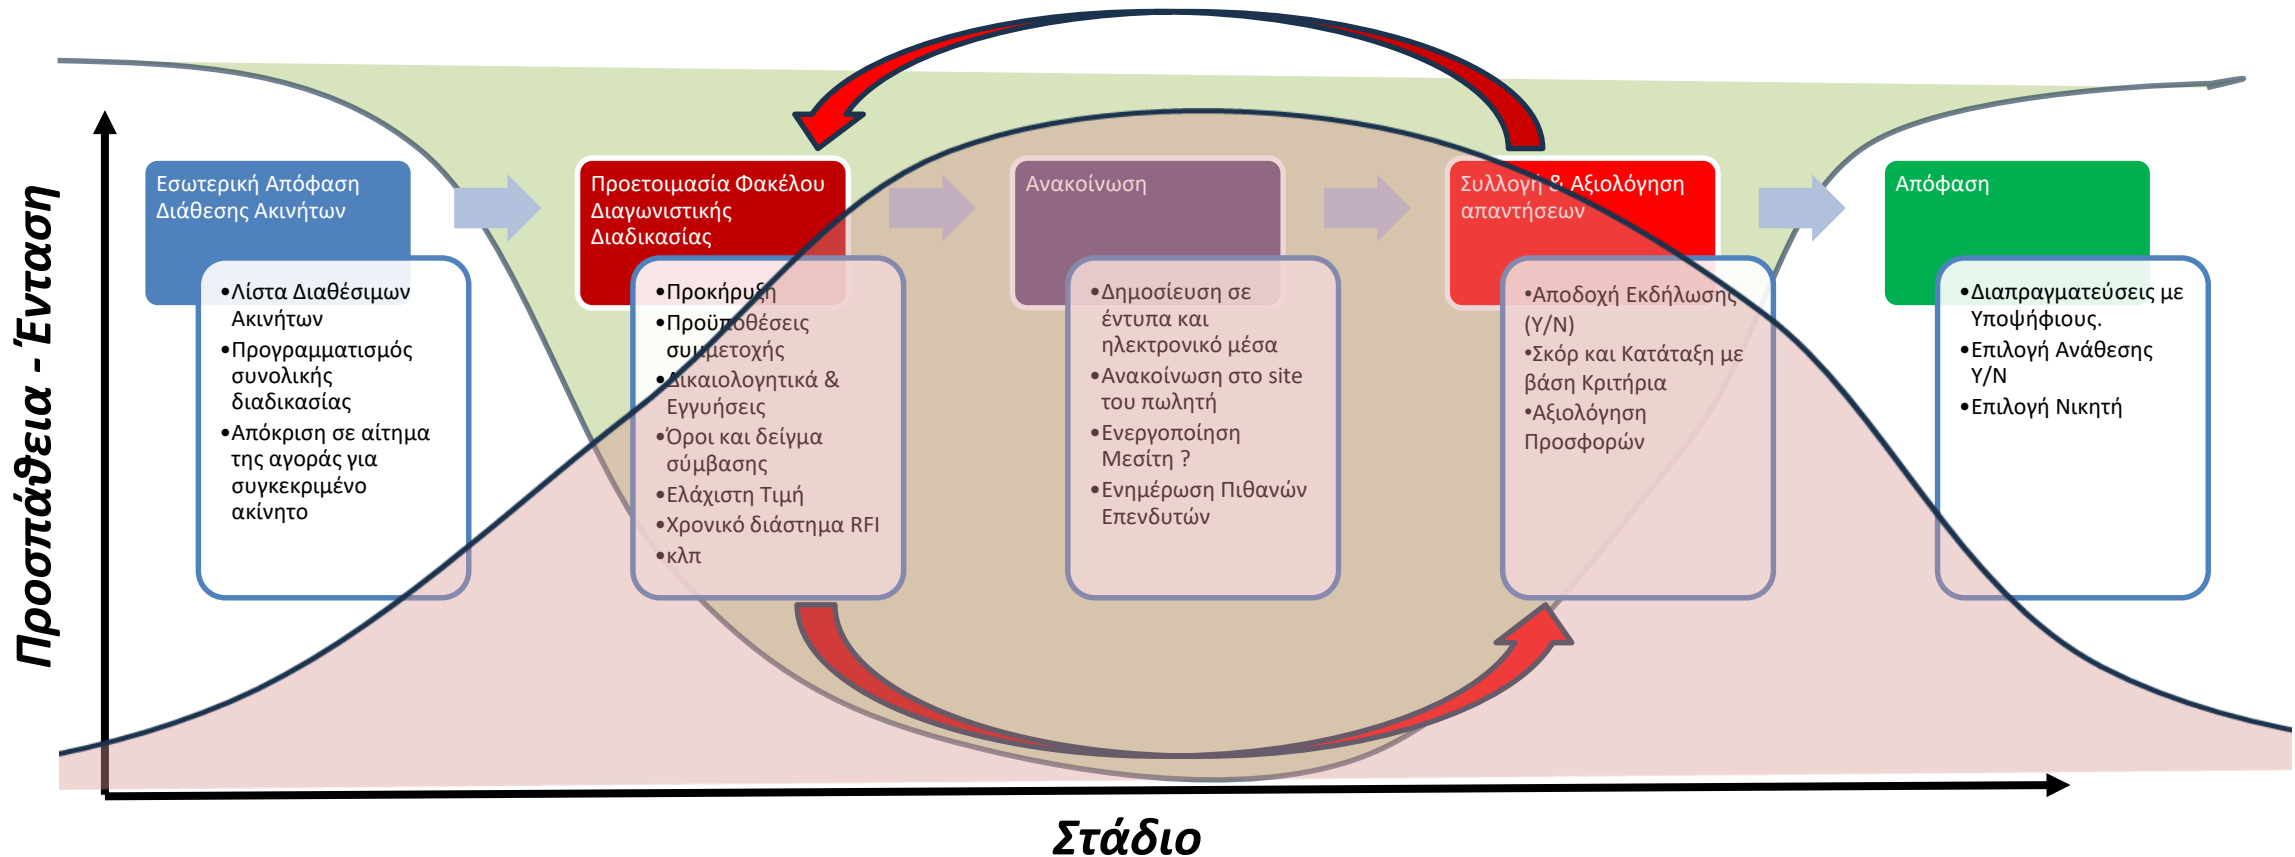 Προσπάθεια - Ένταση
Εσωτερική Απόφαση
Διάθεσης Ακινήτων
•Λίστα Διαθέσιμων
Ακινήτων
•Προγραμματισμός
συνολικής
διαδικασίας
•Απόκριση σε αίτημα
της αγοράς για
συγκεκριμένο
ακίνητο
Προετοιμασία Φακέλου
Διαγωνιστικής
Διαδικασίας
•Προκήρυξη
•Προϋποθέσεις
συμμετοχής
•Δικαιολογητικά &
Εγγυήσεις
•Όροι και δείγμα
σύμβασης
•Ελάχιστη Τιμή
•Χρονικό διάστημα RFI
•κλπ
Ανακοίνωση
•Δημοσίευση σε
έντυπα και
ηλεκτρονικό μέσα
•Ανακοίνωση στο site
του πωλητή
•Ενεργοποίηση
Μεσίτη ?
•Ενημέρωση Πιθανών
Επενδυτών
Συλλογή & Αξιολόγηση
απαντήσεων
•Αποδοχή Εκδήλωσης
(Y/N)
•Σκόρ και Κατάταξη με
βάση Κριτήρια
•Αξιολόγηση
Προσφορών
Απόφαση
•Διαπραγματεύσεις με
Υποψήφιους.
•Επιλογή Ανάθεσης
Y/N
•Επιλογή Νικητή
Στάδιο